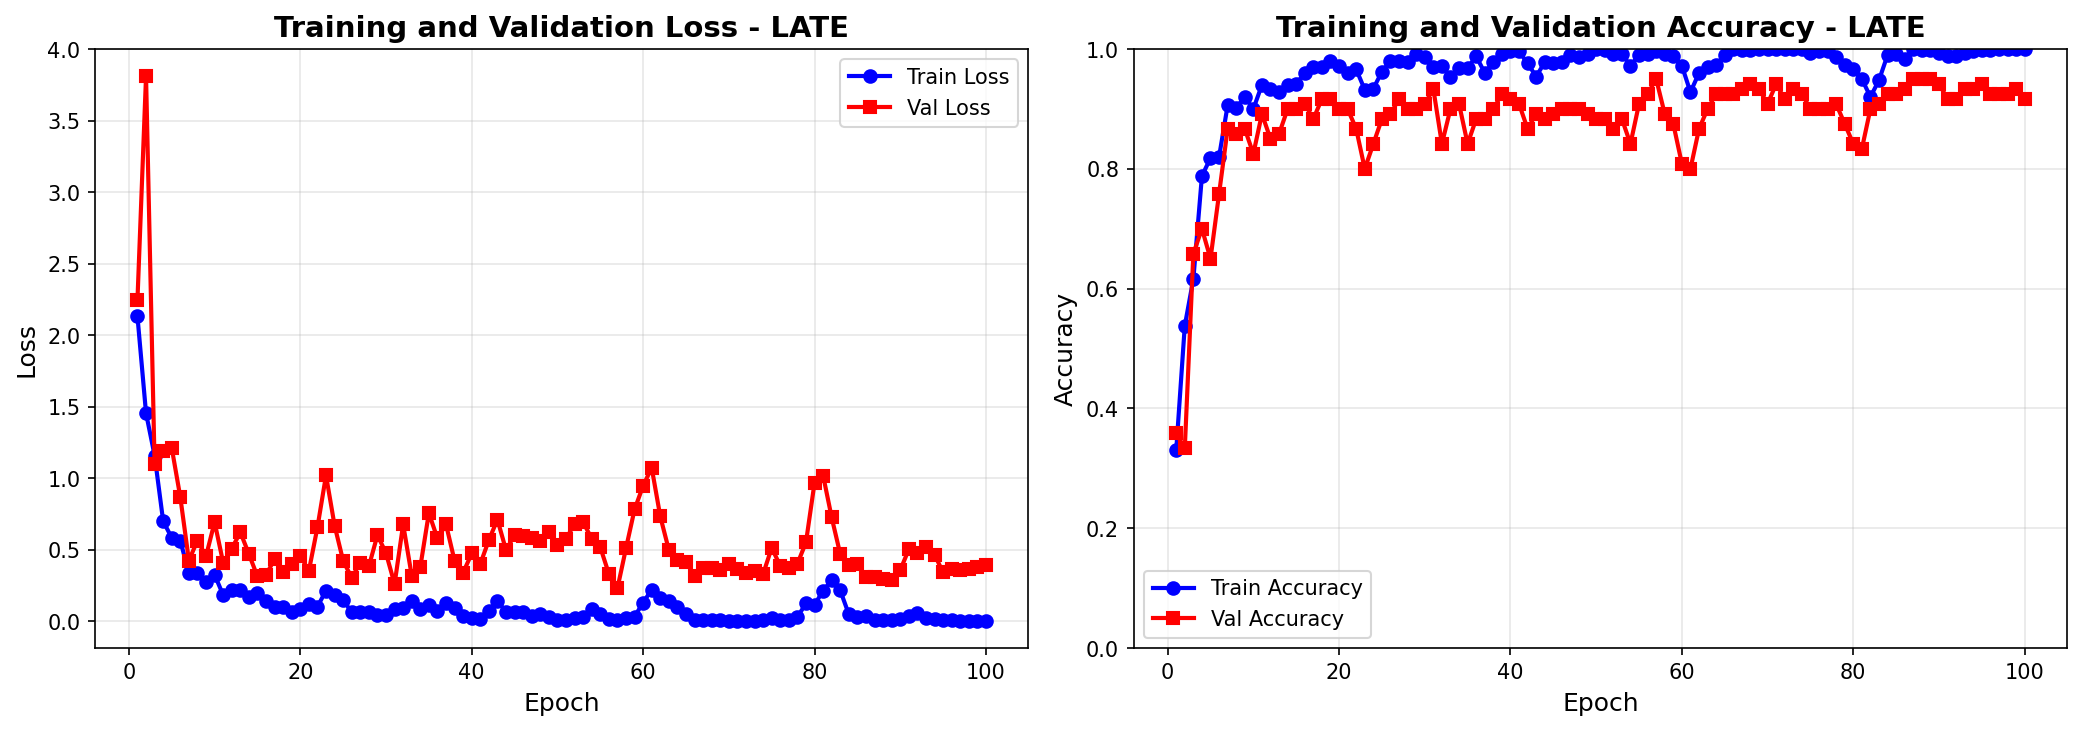 Training and Validation Loss - LATE
4.0
3.5
3.0
2.5
2.0
1.5
1.0
0.5
0.0
Loss
Train Loss
Val Loss
0 20 40 60 80 100
Epoch
Training and Validation Accuracy - LATE
1.0
0.8
0.6
0.4
0.2
0.0
Accuracy
Train Accuracy
Val Accuracy
0 20 40 60 80 100
Epoch